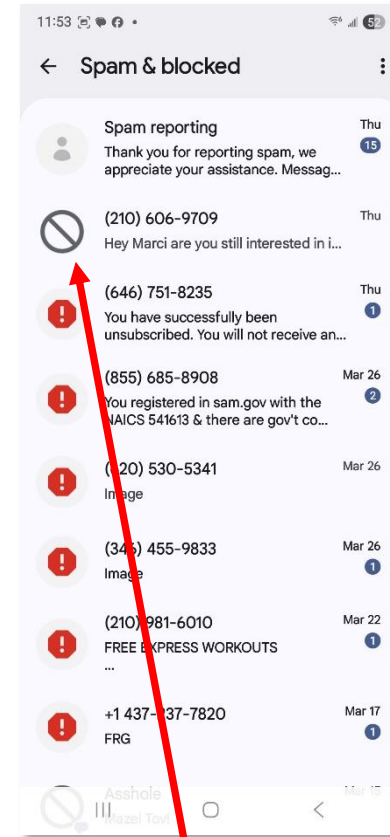 11:53
52
Spam & blocked
Spam reporting
Thu
Thank you for reporting spam, we
15
appreciate your assistance. Messag...
(210) 606-9709
Thu
Hey Marci are you still interested in i...
(646) 751-8235
Thu
You have successfully been
1
unsubscribed. You will not receive an...
(855) 685-8908
Mar 26
You registered in sam.gov with the
2
NAICS 541613 & there are gov't co...
530-5341
Mar 26
Image
455-9833
Mar 26
Image
1
(210) 981-6010
Mar 22
FREE EXPRESS WORKOUTS
1
...
+1 437-237-7820
Mar 17
FRG
1
Asshole
Mar 15
Mazel Tov!